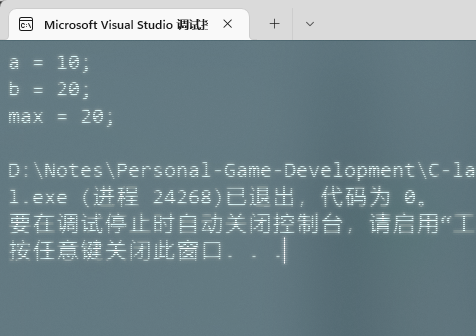 Microsoft Visual Studio 调试
a = 10;
b = 20;
max = 20;
D:\Notes\Personal-Game-Development\C-la
1.exe (进程 24268)已退出，代码为 0。
要在调试停止时自动关闭控制台，请启用“工
按任意键关闭此窗口. . .